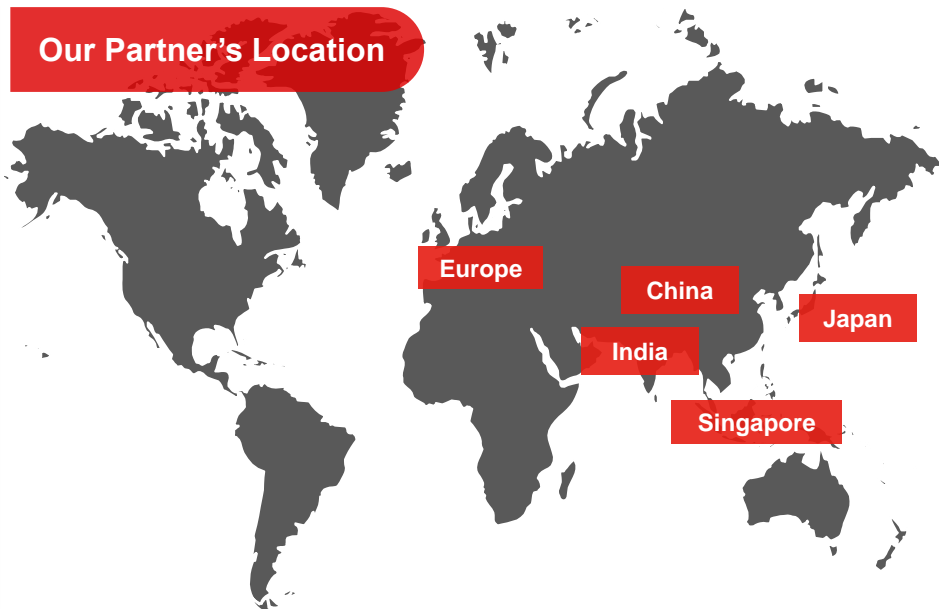 Our Partner’s Location
Europe
China
Japan
India
Singapore